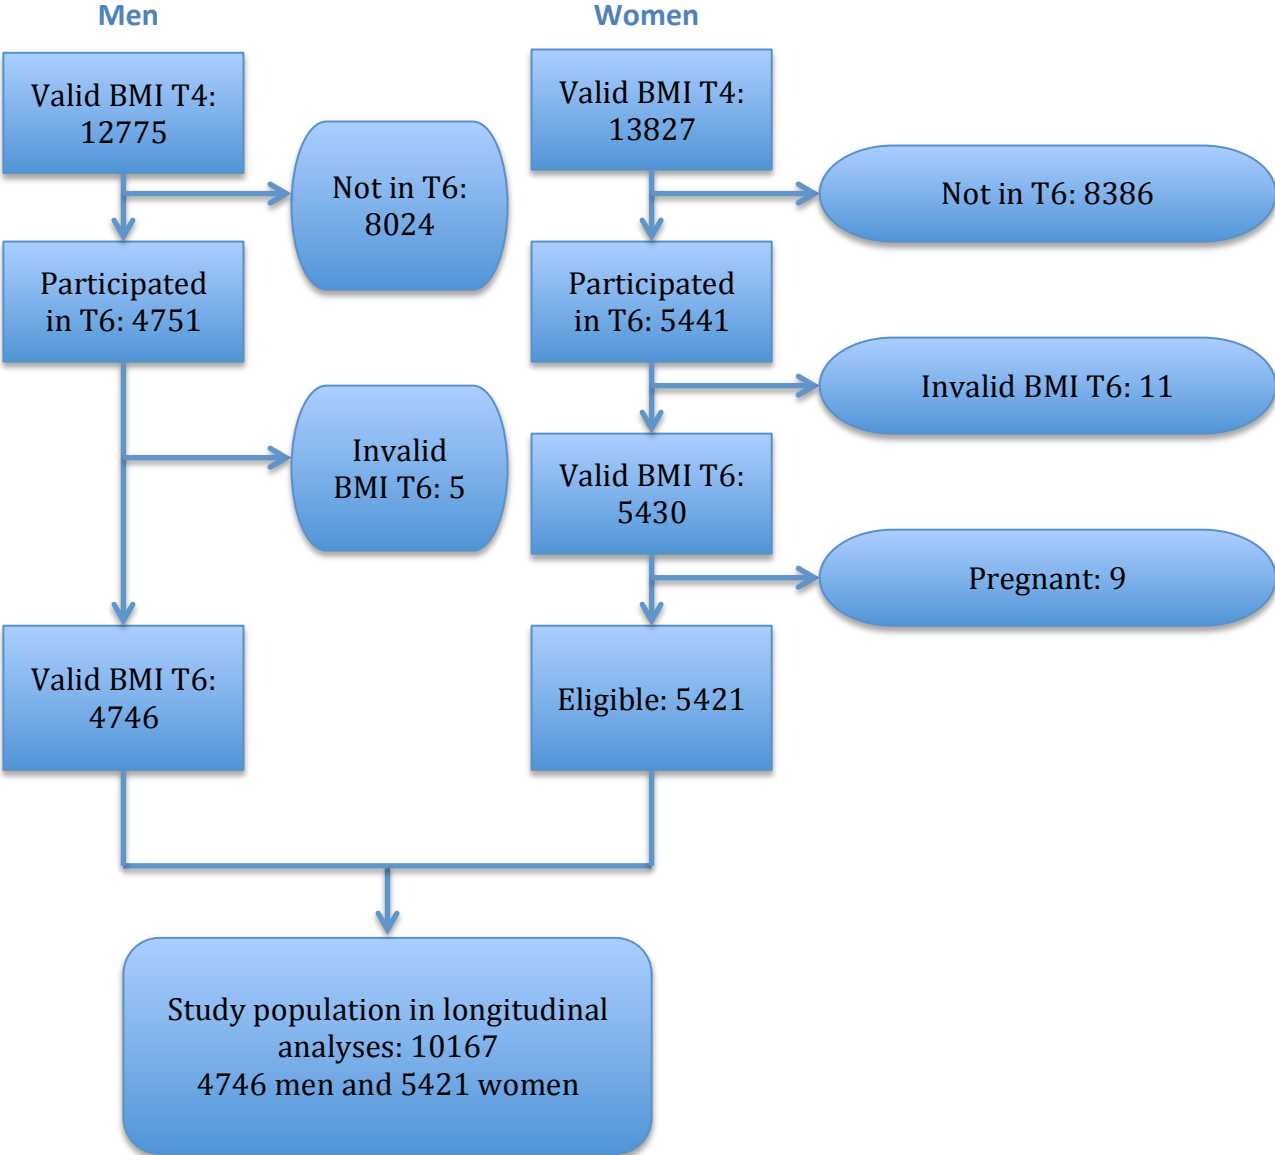 Men
Women
Valid BMI T4:
12775
Valid BMI T4:
13827
Not in T6:
8024
Not in T6: 8386
Participated
in T6: 4751
Participated
in T6: 5441
Invalid BMI T6: 11
Invalid
BMI T6: 5
Valid BMI T6:
5430
Pregnant: 9
Valid BMI T6:
4746
Eligible: 5421
Study population in longitudinal
analyses: 10167
4746 men and 5421 women